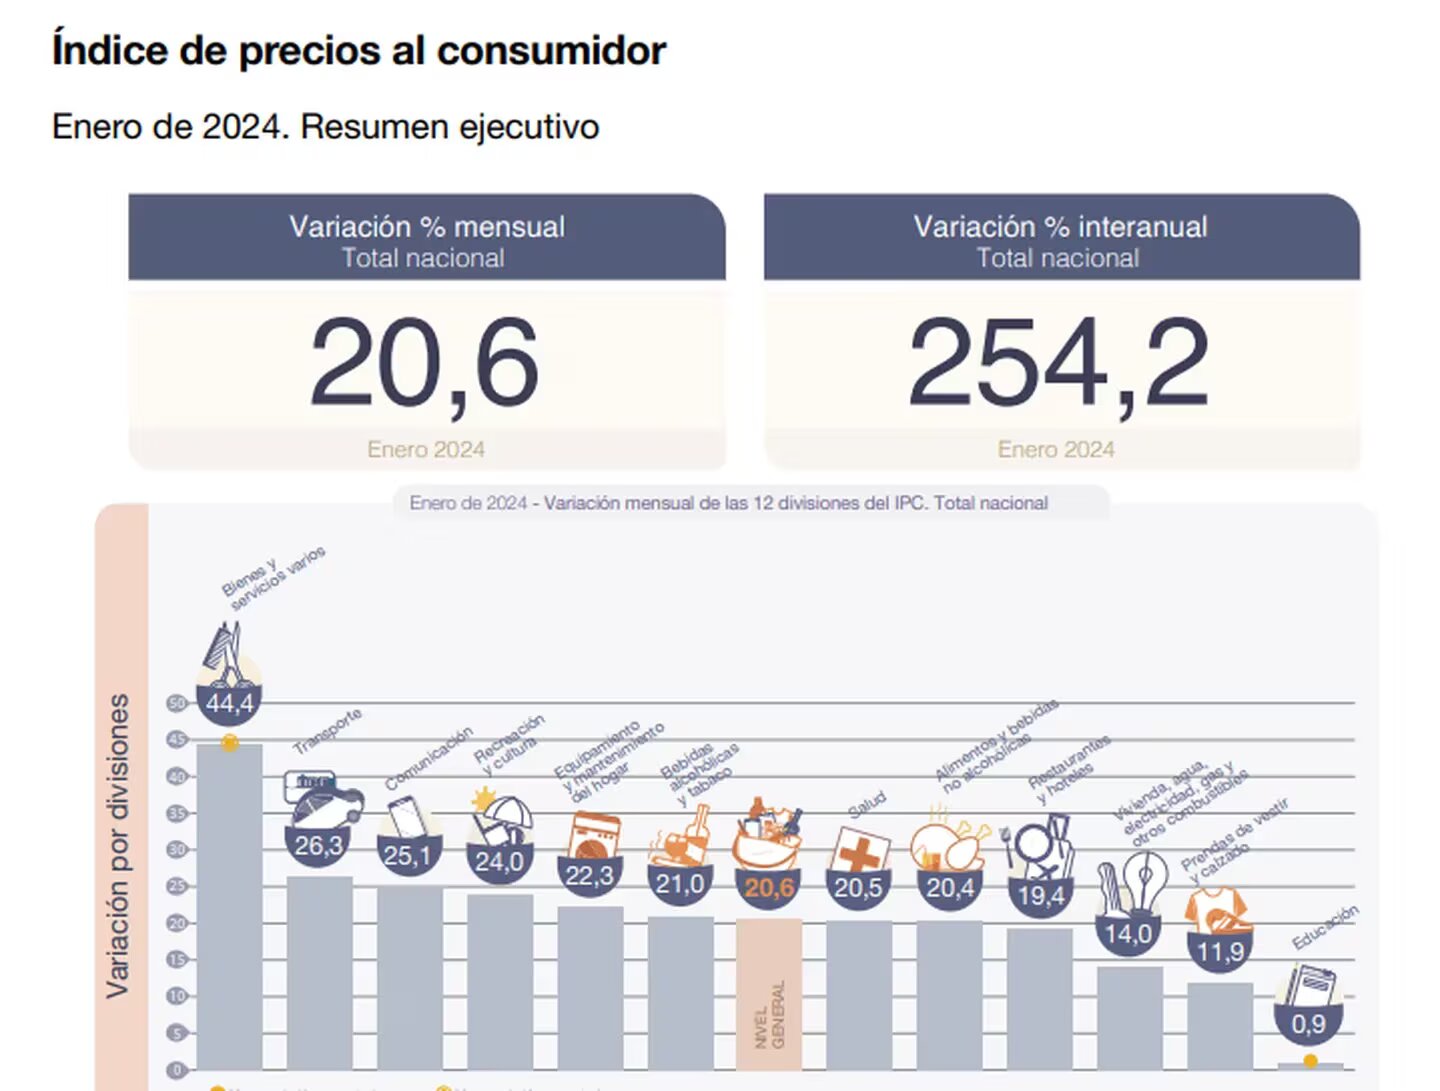 Índice de precios al consumidor
Enero de 2024. Resumen ejecutivo
Variación % mensual
Total nacional
20,6
Enero 2024
Variación % interanual
Total nacional
254,2
Enero 2024
Enero de 2024 - Variación mensual de las 12 divisiones del IPC. Total nacional
Variación por divisiones
50
45
40
35
30
25
20
15
10
5
0
Bienes y
servicios varios
44,4
Transporte
26,3
Comunicación
25,1
Recreación
y cultura
24,0
Equipamiento
y mantenimiento
del hogar
22,3
Bebidas
alcohólicas
y tabaco
21,0
20,6
NIVEL
GENERAL
Salud
20,5
Alimentos y bebidas
no alcohólicas
20,4
Restaurantes
y hoteles
19,4
Vivienda, agua,
electricidad, gas y
otros combustibles
14,0
Prendas de vestir
y calzado
11,9
Educación
0,9